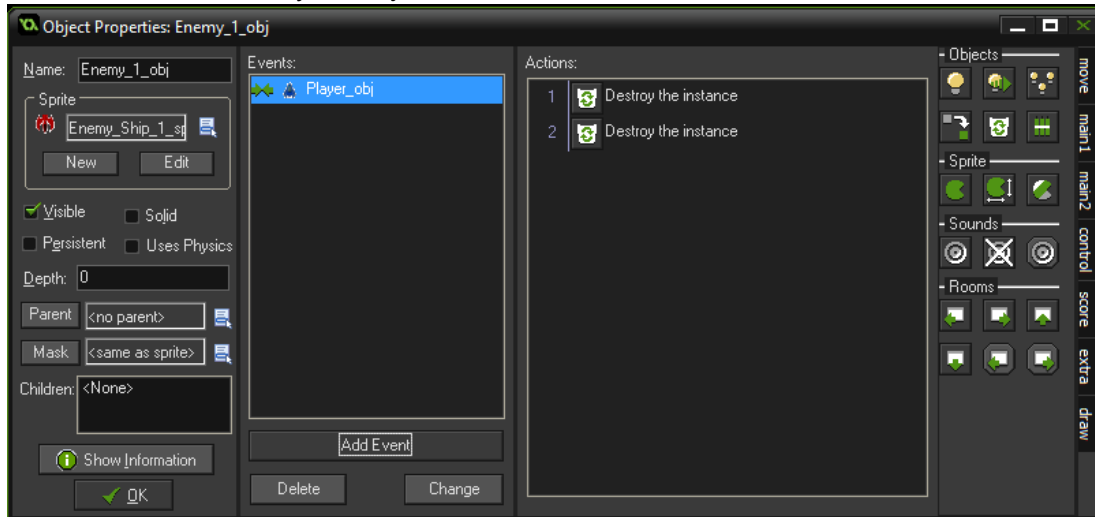 Object Properties: Enemy_1_obj
Name: Enemy_1_obj
Sprite
Enemy_Ship_1_sp
New Edit
Visible Solid
Persistent Uses Physics
Depth: 0
Parent <no parent>
Mask <same as sprite>
Children: <None>
Show Information
OK
Events:
Player_obj
Add Event
Delete Change
Actions:
1 Destroy the instance
2 Destroy the instance
Objects
Sprite
Sounds
Rooms
move
main1
main2
control
score
extra
draw